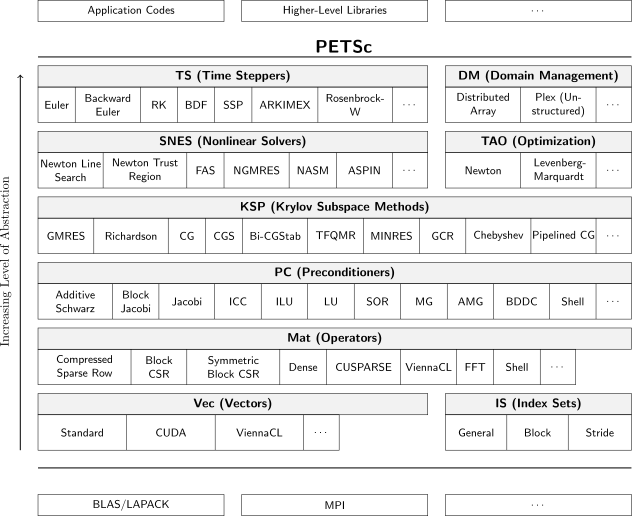 Application Codes
Higher-Level Libraries
...
PETSc
Increasing Level of Abstraction
TS (Time Steppers)
Euler
Backward
Euler
RK
BDF
SSP
ARKIMEX
Rosenbrock-
W
...
DM (Domain Management)
Distributed
Array
Plex (Un-
structured)
...
SNES (Nonlinear Solvers)
Newton Line
Search
Newton Trust
Region
FAS
NGMRES
NASM
ASPIN
...
TAO (Optimization)
Newton
Levenberg-
Marquardt
...
KSP (Krylov Subspace Methods)
GMRES
Richardson
CG
CGS
Bi-CGStab
TFQMR
MINRES
GCR
Chebyshev
Pipelined CG
...
PC (Preconditioners)
Additive
Schwarz
Block
Jacobi
Jacobi
ICC
ILU
LU
SOR
MG
AMG
BDDC
Shell
...
Mat (Operators)
Compressed
Sparse Row
Block
CSR
Symmetric
Block CSR
Dense
CUSPARSE
ViennaCL
FFT
Shell
...
Vec (Vectors)
Standard
CUDA
ViennaCL
...
IS (Index Sets)
General
Block
Stride
BLAS/LAPACK
MPI
...